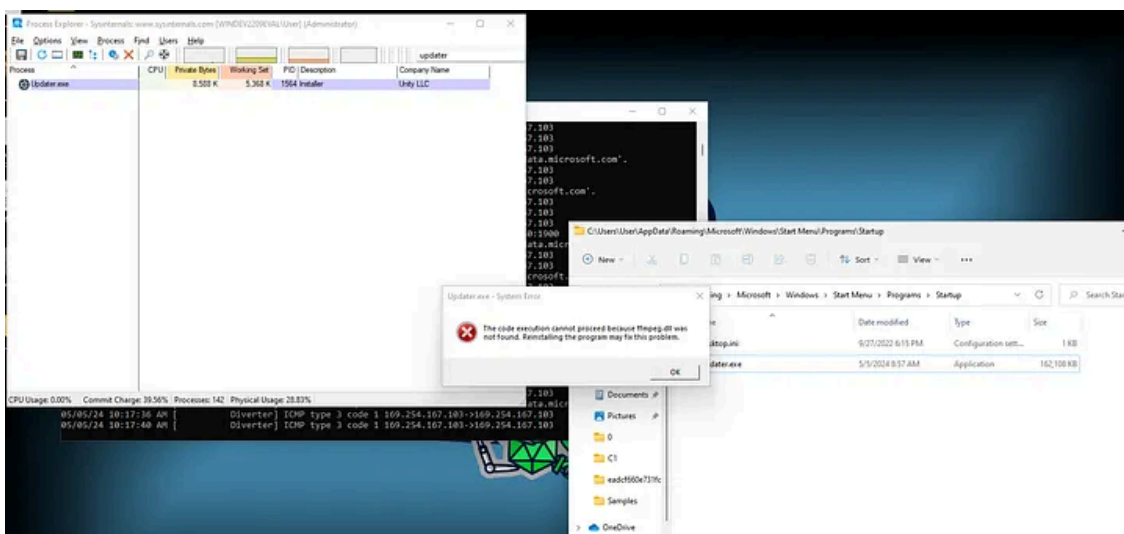 Process Explorer - Sysinternals: www.sysinternals.com [WINDEV2209EVAL\User] (Administrator)
File Options View Process Find Users Help
updater
Process CPU Private Bytes Working Set PID Description Company Name
Updater.exe 8,508 K 5,368 K 1564 Installer Unity LLC
7.103
7.103
7.103
ata.microsoft.com'.
7.103
7.103
crosoft.com'.
7.103
7.103
7.103
0:1900
ata.micr
7.103
7.103
crosoft.
C:\Users\User\AppData\Roaming\Microsoft\Windows\Start Menu\Programs\Startup
New Sort View
ing > Microsoft > Windows > Start Menu > Programs > Startup Search Star
Date modified Type Size
sktop.ini 9/27/2022 6:15 PM Configuration sett... 1 KB
dater.exe 5/5/2024 8:57 AM Application 162,108 KB
Updater.exe - System Error
The code execution cannot proceed because ffmpeg.dll was
not found. Reinstalling the program may fix this problem.
OK
CPU Usage: 0.00% Commit Charge: 39.56% Processes: 142 Physical Usage: 28.83%
7.103
ata.micr
05/05/24 10:17:36 AM [ Diverter] ICMP type 3 code 1 169.254.167.103->169.254.167.103
05/05/24 10:17:40 AM [ Diverter] ICMP type 3 code 1 169.254.167.103->169.254.167.103
Documents
Pictures
0
C1
Samples
OneDrive